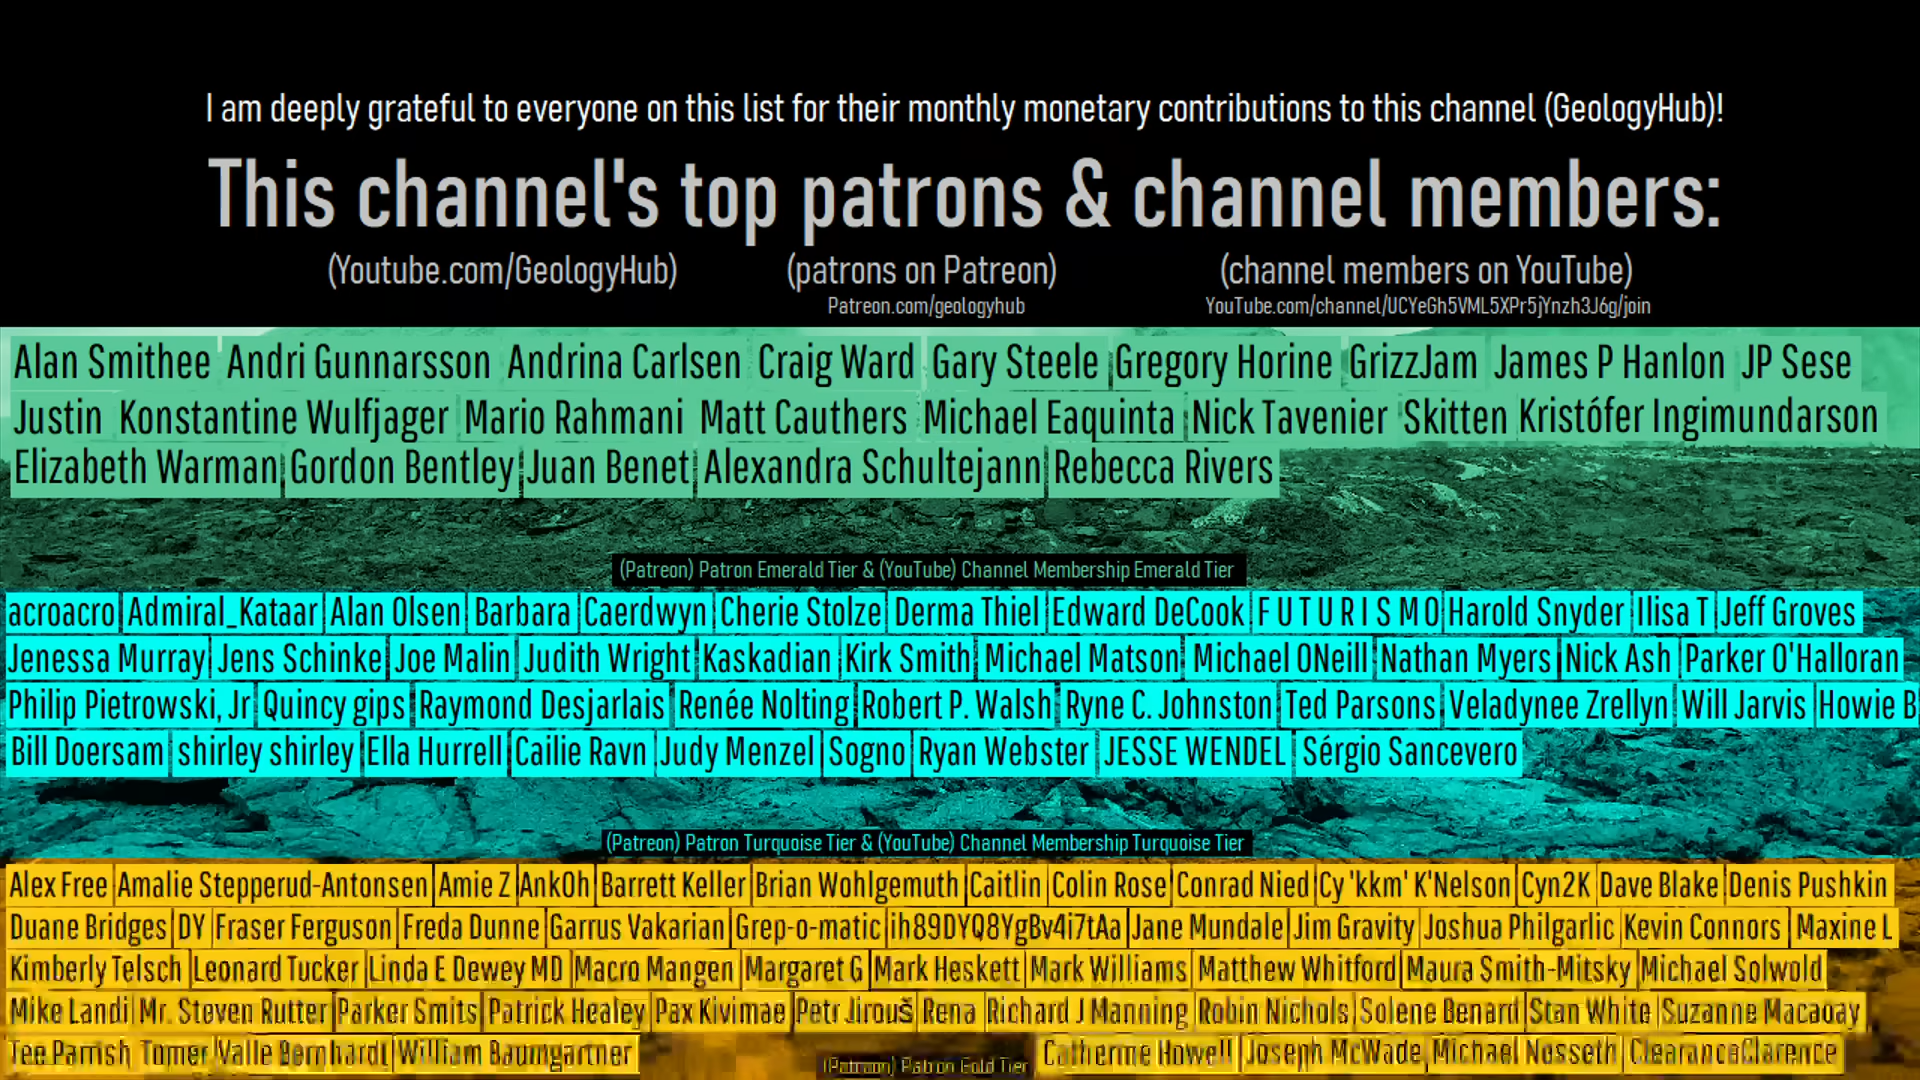 I am deeply grateful to everyone on this list for their monthly monetary contributions to this channel (GeologyHub)!
This channel's top patrons & channel members:
(Youtube.com/GeologyHub) (patrons on Patreon) (channel members on YouTube)
Patreon.com/geologyhub YouTube.com/channel/UCYeGh5VML5XPr5jYnzh3J6g/join
Alan Smithee Andri Gunnarsson Andrina Carlsen Craig Ward Gary Steele Gregory Horine GrizzJam James P Hanlon JP Sese
Justin Konstantine Wulfjager Mario Rahmani Matt Cauthers Michael Eaquinta Nick Tavenier Skitten Kristófer Ingimundarson
Elizabeth Warman Gordon Bentley Juan Benet Alexandra Schultejann Rebecca Rivers
(Patreon) Patron Emerald Tier & (YouTube) Channel Membership Emerald Tier
acroacro Admiral_Kataar Alan Olsen Barbara Caerdwyn Cherie Stolze Derma Thiel Edward DeCook F U T U R I S M O Harold Snyder Ilisa T Jeff Groves
Jenessa Murray Jens Schinke Joe Malin Judith Wright Kaskadian Kirk Smith Michael Matson Michael ONeill Nathan Myers Nick Ash Parker O'Halloran
Philip Pietrowski, Jr Quincy gips Raymond Desjarlais Renée Nolting Robert P. Walsh Ryne C. Johnston Ted Parsons Veladynee Zrellyn Will Jarvis Howie B
Bill Doersam shirley shirley Ella Hurrell Cailie Ravn Judy Menzel Sogno Ryan Webster JESSE WENDEL Sérgio Sancevero
(Patreon) Patron Turquoise Tier & (YouTube) Channel Membership Turquoise Tier
Alex Free Amalie Stepperud-Antonsen Amie Z AnkOh Barrett Keller Brian Wohlgemuth Caitlin Colin Rose Conrad Nied Cy 'kkm' K'Nelson Cyn2K Dave Blake Denis Pushkin
Duane Bridges DY Fraser Ferguson Freda Dunne Garrus Vakarian Grep-o-matic ih89DYQ8YgBv4i7tAa Jane Mundale Jim Gravity Joshua Philgarlic Kevin Connors Maxine L
Kimberly Telsch Leonard Tucker Linda E Dewey MD Macro Mangen Margaret G Mark Heskett Mark Williams Matthew Whitford Maura Smith-Mitsky Michael Solwold
Mike Landi Mr. Steven Rutter Parker Smits Patrick Healey Pax Kivimae Petr Jirouš Rena Richard J Manning Robin Nichols Solene Benard Stan White Suzanne
Tee Parrish Tomer Valle Bernhardt William Baumgartner (Patreon) Patron Gold Tier Catherine Howell Joseph McWade Michael Nesseth ClearanceClarence